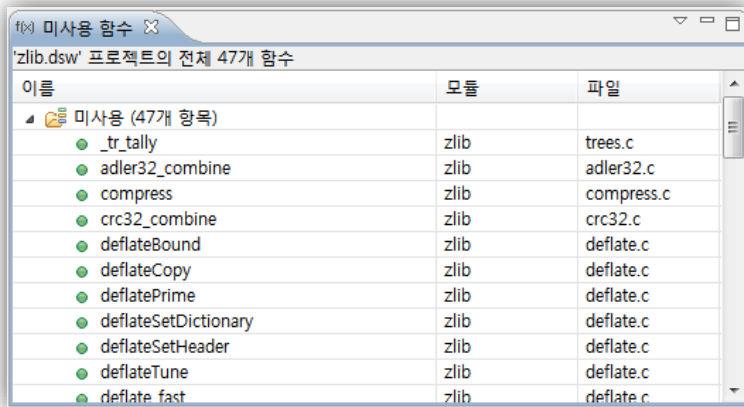 f(x) 미사용 함수
'zlib.dsw' 프로젝트의 전체 47개 함수
이름 모듈 파일
미사용 (47개 항목)
_tr_tally zlib trees.c
adler32_combine zlib adler32.c
compress zlib compress.c
crc32_combine zlib crc32.c
deflateBound zlib deflate.c
deflateCopy zlib deflate.c
deflatePrime zlib deflate.c
deflateSetDictionary zlib deflate.c
deflateSetHeader zlib deflate.c
deflateTune zlib deflate.c
deflate_fast zlib deflate.c